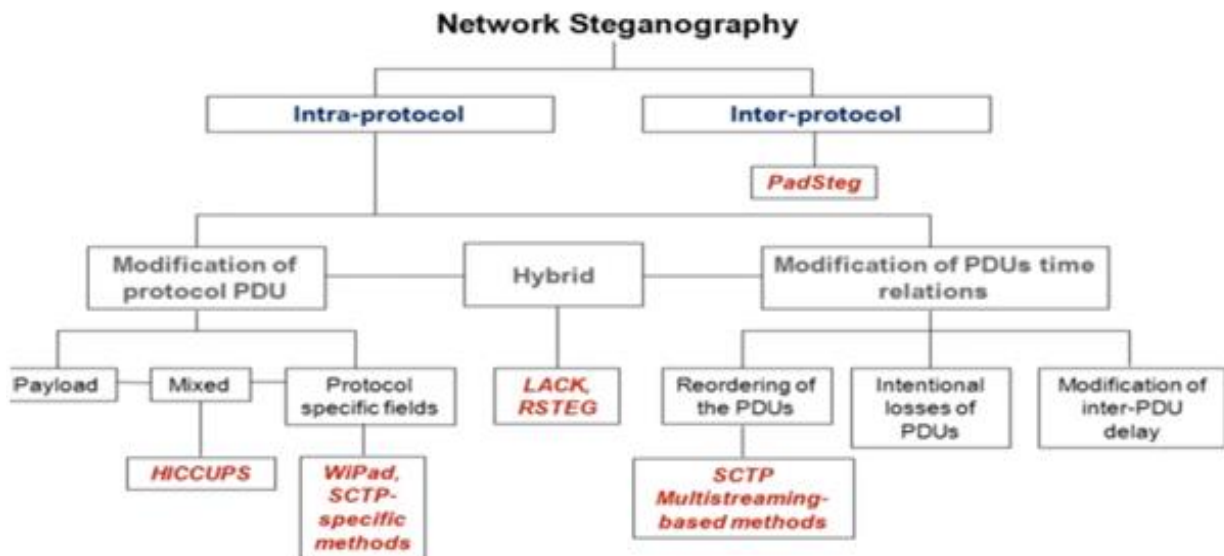 Network Steganography
Intra-protocol
Inter-protocol
PadSteg
Modification of
protocol PDU
Hybrid
Modification of PDUs time
relations
Payload
Mixed
Protocol
specific fields
LACK,
RSTEG
Reordering of
the PDUs
Intentional
losses of
PDUs
Modification of
inter-PDU
delay
HICCUPS
WiPad,
SCTP-
specific
methods
SCTP
Multistreaming-
based methods